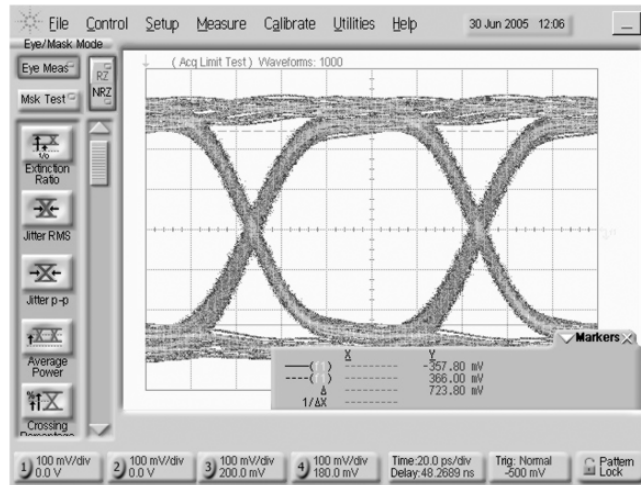 File Control Setup Measure Calibrate Utilities Help 30 Jun 2005 12:06
Eye/Mask Mode
Eye Meas
Msk Test
RZ
NRZ
( Acq Limit Test ) Waveforms: 1000
Extinction
Ratio
Jitter RMS
Jitter p-p
Average
Power
Crossing
Percentage
Markers X
X Y
——(1) -------- -357.80 mV
----(1) -------- 366.00 mV
Δ -------- 723.80 mV
1/ΔX --------
1 100 mV/div
0.0 V
2 100 mV/div
0.0 V
3 100 mV/div
200.0 mV
4 100 mV/div
180.0 mV
Time:20.0 ps/div
Delay:48.2689 ns
Trig: Normal
-500 mV
Pattern
Lock